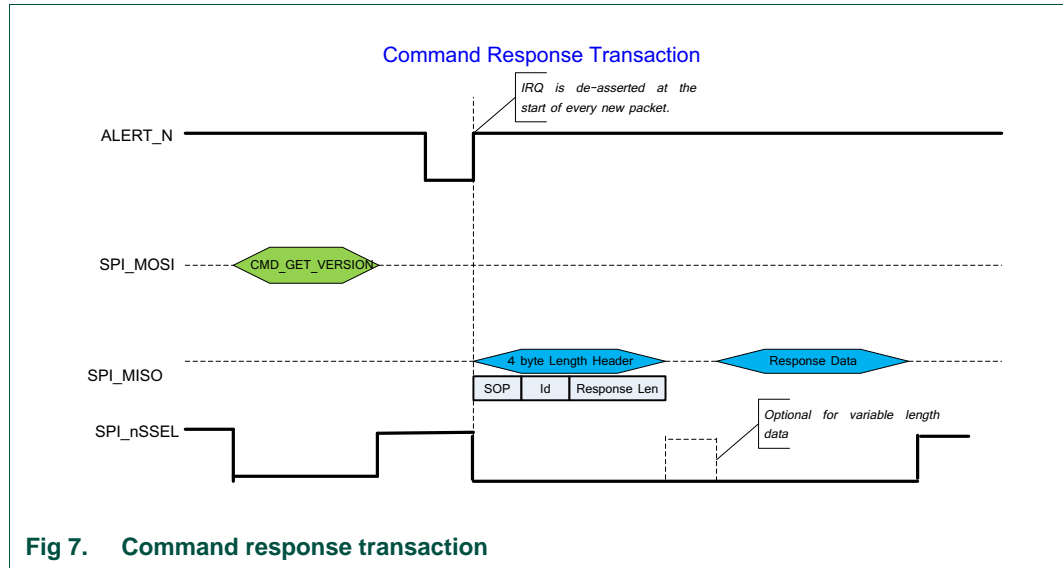 Command Response Transaction
IRQ is de-asserted at the
start of every new packet.
ALERT_N
SPI_MOSI
CMD_GET_VERSION
4 byte Length Header
Response Data
SPI_MISO
SOP
Id
Response Len
Optional for variable length
data
SPI_nSSEL
Fig 7. Command response transaction